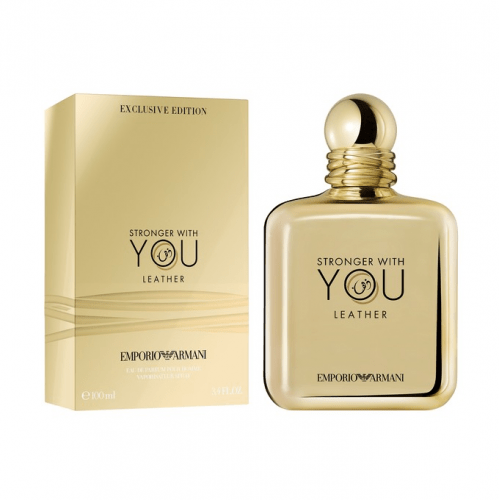 EXCLUSIVE EDITION
STRONGER WITH
YOU
LEATHER
EMPORIO ARMANI
e 100 ml
STRONGER WITH
YOU
LEATHER
EMPORIO ARMANI